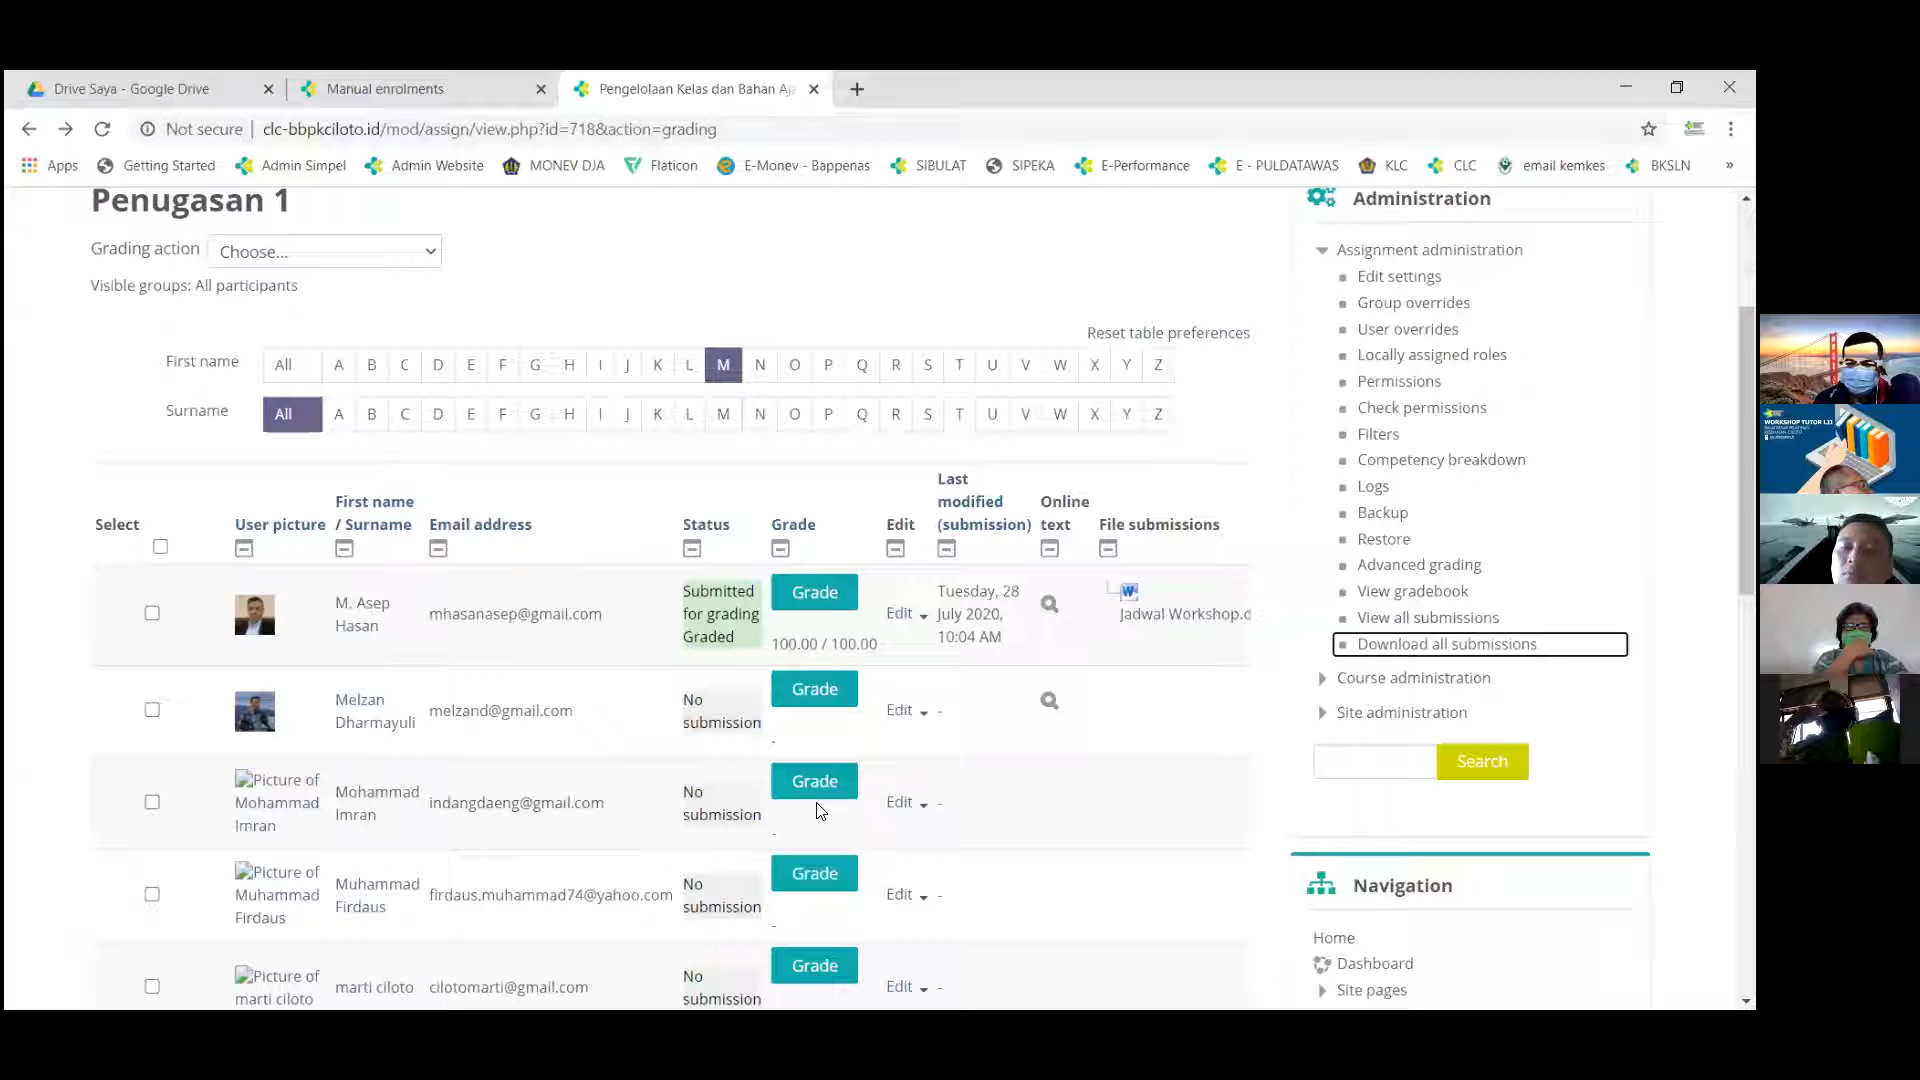 Drive Saya - Google Drive
Manual enrolments
Pengelolaan Kelas dan Bahan Aja
Not secure
clc-bbpkciloto.id/mod/assign/view.php?id=718&action=grading
Apps
Getting Started
Admin Simpel
Admin Website
MONEV DJA
Flaticon
E-Monev - Bappenas
SIBULAT
SIPEKA
E-Performance
E - PULDATAWAS
KLC
CLC
email kemkes
BKSLN
»
Penugasan 1
Grading action
Choose...
Visible groups: All participants
Reset table preferences
First name
All A B C D E F G H I J K L M N O P Q R S T U V W X Y Z
Surname
All A B C D E F G H I J K L M N O P Q R S T U V W X Y Z
Select
User picture
First name
/ Surname
Email address
Status
Grade
Edit
Last
modified
(submission)
Online
text
File submissions
M. Asep
Hasan
mhasanasep@gmail.com
Submitted
for grading
Graded
Grade
100.00 / 100.00
Edit
Tuesday, 28
July 2020,
10:04 AM
Jadwal Workshop.d
Melzan
Dharmayuli
melzand@gmail.com
No
submission
Grade
-
Edit
-
Picture of
Mohammad
Imran
Mohammad
Imran
indangdaeng@gmail.com
No
submission
Grade
-
Edit
-
Picture of
Muhammad
Firdaus
Muhammad
Firdaus
firdaus.muhammad74@yahoo.com
No
submission
Grade
-
Edit
-
Picture of
marti ciloto
marti ciloto
cilotomarti@gmail.com
No
submission
Grade
Edit
-
Administration
Assignment administration
Edit settings
Group overrides
User overrides
Locally assigned roles
Permissions
Check permissions
Filters
Competency breakdown
Logs
Backup
Restore
Advanced grading
View gradebook
View all submissions
Download all submissions
Course administration
Site administration
Search
Navigation
Home
Dashboard
Site pages
WORKSHOP TUTOR